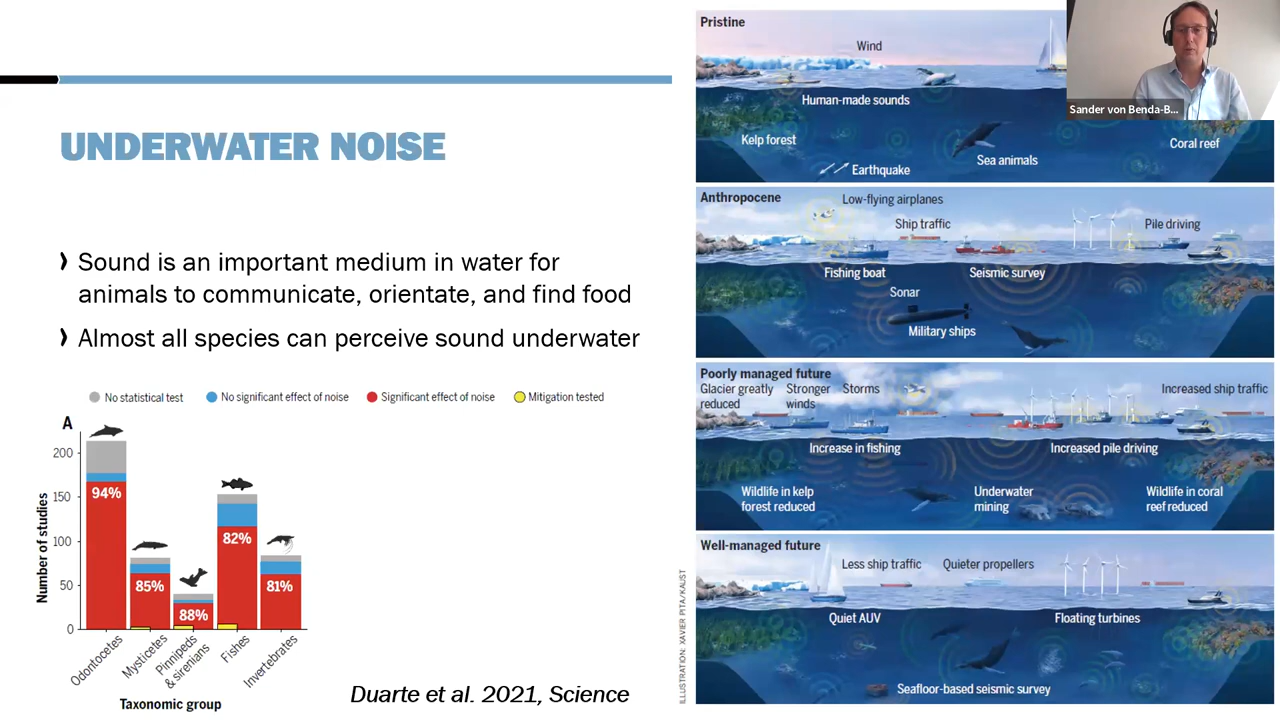 UNDERWATER NOISE
❯ Sound is an important medium in water for
animals to communicate, orientate, and find food
❯ Almost all species can perceive sound underwater
No statistical test
No significant effect of noise
Significant effect of noise
Mitigation tested
A
Number of studies
200
150
100
50
0
94%
85%
88%
82%
81%
Odontocetes
Mysticetes
Pinnipeds
& sirenians
Fishes
Invertebrates
Taxonomic group
Duarte et al. 2021, Science
Pristine
Wind
Human-made sounds
Kelp forest
Earthquake
Sea animals
Coral reef
Sander von Benda-B...
Anthropocene
Low-flying airplanes
Ship traffic
Pile driving
Fishing boat
Seismic survey
Sonar
Military ships
Poorly managed future
Glacier greatly
reduced
Stronger
winds
Storms
Increased ship traffic
Increase in fishing
Increased pile driving
Wildlife in kelp
forest reduced
Underwater
mining
Wildlife in coral
reef reduced
Well-managed future
Less ship traffic
Quieter propellers
Quiet AUV
Floating turbines
Seafloor-based seismic survey
ILLUSTRATION: XAVIER PITA/KAUST